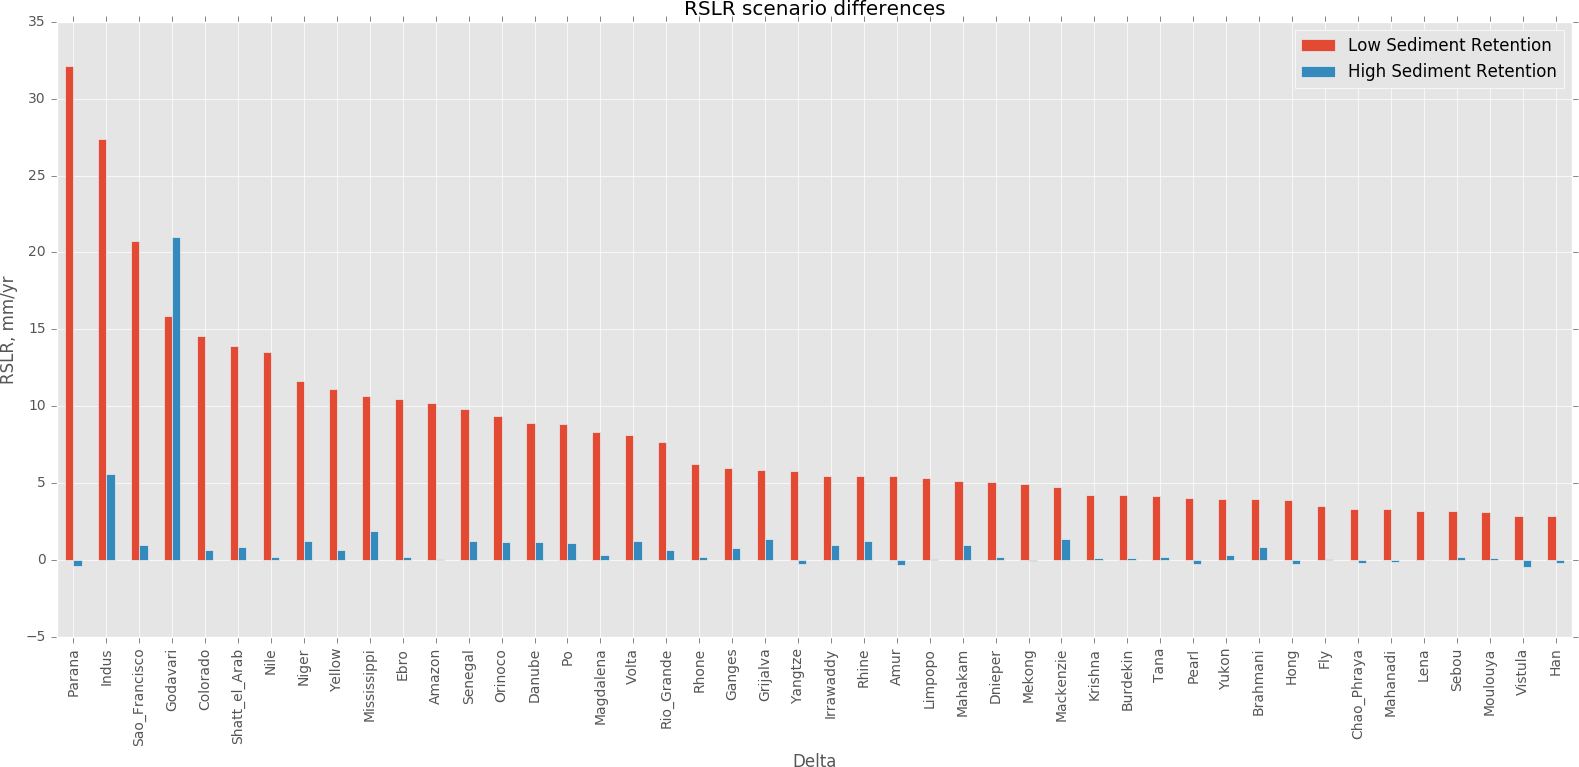 RSLR scenario differences
Low Sediment Retention
High Sediment Retention
35
30
25
20
15
10
5
0
−5
RSLR, mm/yr
Parana
Indus
Sao_Francisco
Godavari
Colorado
Shatt_el_Arab
Nile
Niger
Yellow
Mississippi
Ebro
Amazon
Senegal
Orinoco
Danube
Po
Magdalena
Volta
Rio_Grande
Rhone
Ganges
Grijalva
Yangtze
Irrawaddy
Rhine
Amur
Limpopo
Mahakam
Dnieper
Mekong
Mackenzie
Krishna
Burdekin
Tana
Pearl
Yukon
Brahmani
Hong
Fly
Chao_Phraya
Mahanadi
Lena
Sebou
Moulouya
Vistula
Han
Delta